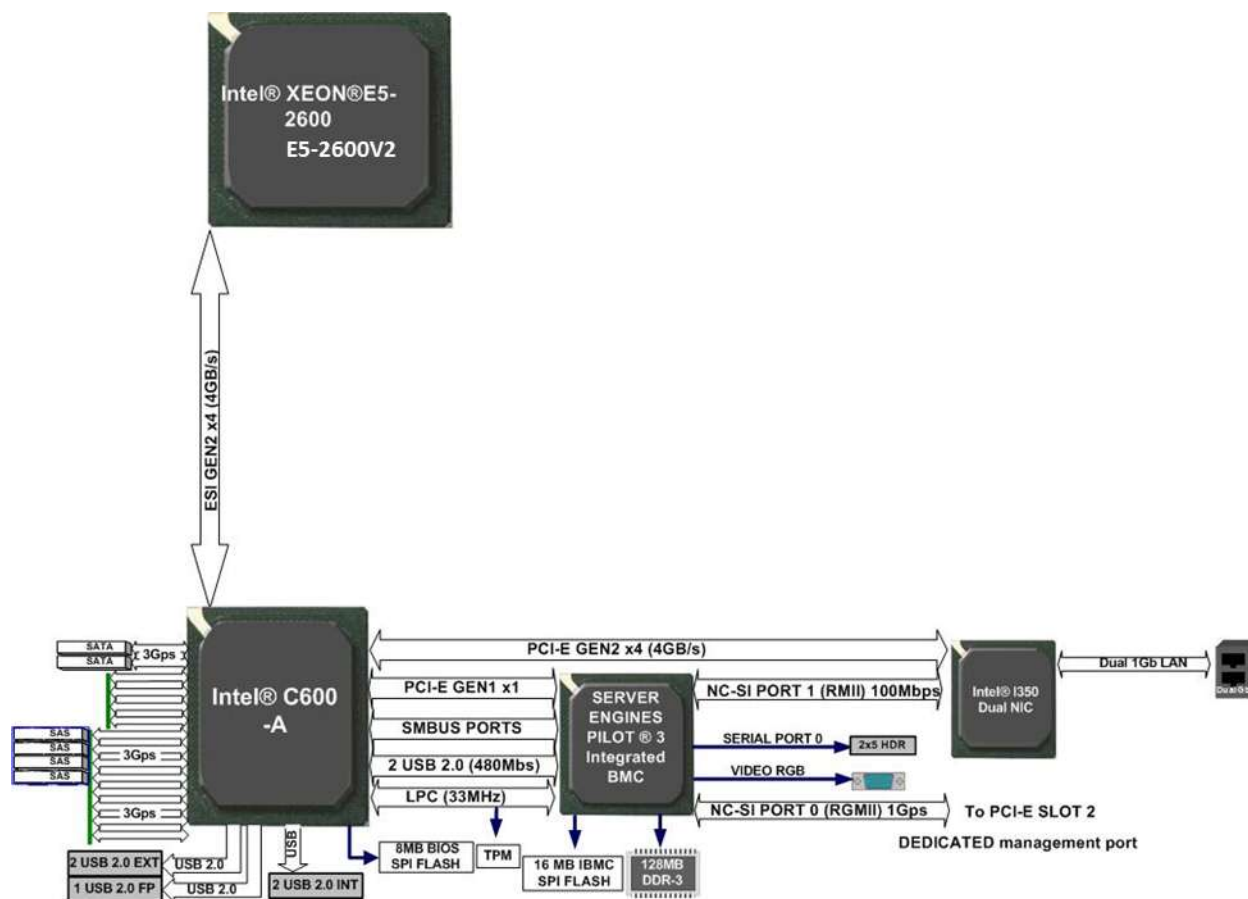 Intel® XEON®E5-
2600
E5-2600V2
ESI GEN2 x4 (4GB/s)
SATA
SATA
3Gps
PCI-E GEN2 x4 (4GB/s)
Dual 1Gb LAN
Dual Gb
Intel® I350
Dual NIC
Intel® C600
-A
PCI-E GEN1 x1
SERVER
ENGINES
PILOT ® 3
Integrated
BMC
NC-SI PORT 1 (RMII) 100Mbps
SMBUS PORTS
SAS
SAS
SAS
SAS
3Gps
SERIAL PORT 0
2x5 HDR
2 USB 2.0 (480Mbs)
VIDEO RGB
LPC (33MHz)
3Gps
NC-SI PORT 0 (RGMII) 1Gps
To PCI-E SLOT 2
DEDICATED management port
USB
8MB BIOS
SPI FLASH
TPM
2 USB 2.0 EXT
USB 2.0
1 USB 2.0 FP
USB 2.0
2 USB 2.0 INT
16 MB IBMC
SPI FLASH
128MB
DDR-3